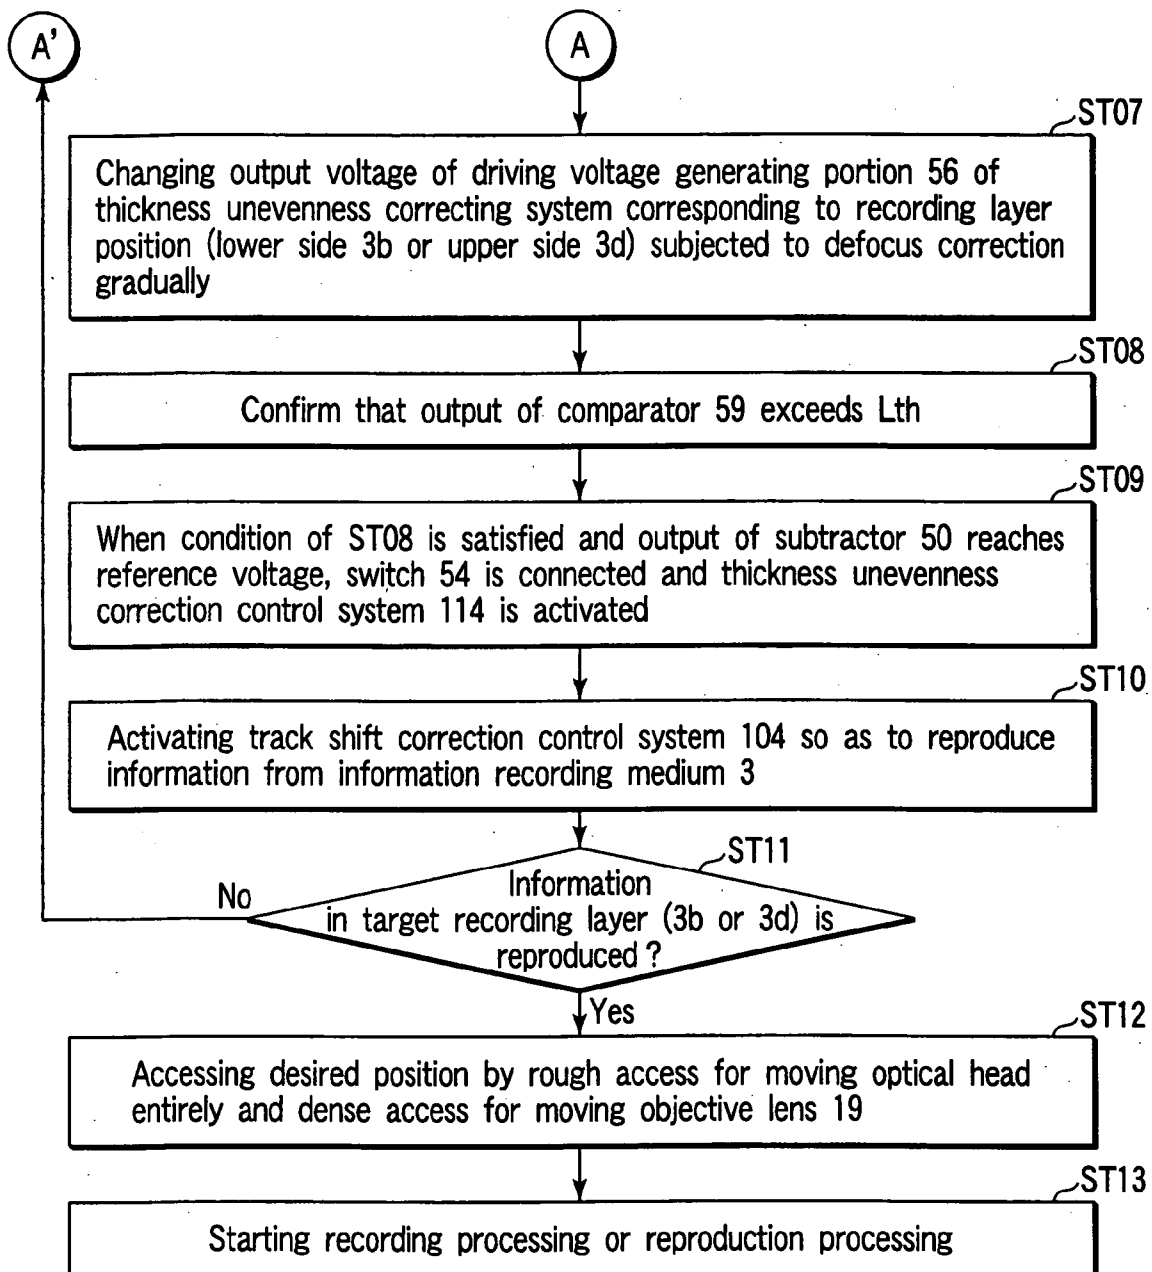 A'
A
ST07
Changing output voltage of driving voltage generating portion 56 of
thickness unevenness correcting system corresponding to recording layer
position (lower side 3b or upper side 3d) subjected to defocus correction
gradually
ST08
Confirm that output of comparator 59 exceeds Lth
ST09
When condition of ST08 is satisfied and output of subtractor 50 reaches
reference voltage, switch 54 is connected and thickness unevenness
correction control system 114 is activated
ST10
Activating track shift correction control system 104 so as to reproduce
information from information recording medium 3
ST11
No
Information
in target recording layer (3b or 3d) is
reproduced ?
Yes
ST12
Accessing desired position by rough access for moving optical head
entirely and dense access for moving objective lens 19
ST13
Starting recording processing or reproduction processing